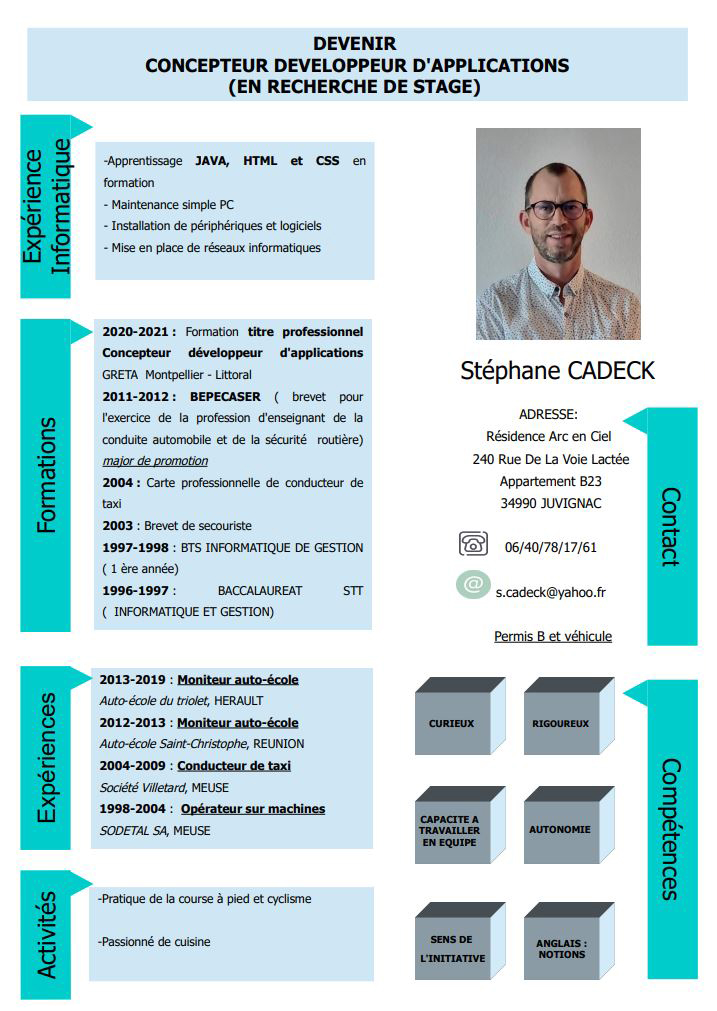 DEVENIR
CONCEPTEUR DEVELOPPEUR D'APPLICATIONS
(EN RECHERCHE DE STAGE)
Expérience
Informatique
-Apprentissage JAVA, HTML et CSS en
formation
- Maintenance simple PC
- Installation de périphériques et logiciels
- Mise en place de réseaux informatiques
Formations
2020-2021 : Formation titre professionnel
Concepteur développeur d'applications
GRETA Montpellier - Littoral
2011-2012 : BEPECASER ( brevet pour
l'exercice de la profession d'enseignant de la
conduite automobile et de la sécurité routière)
major de promotion
2004 : Carte professionnelle de conducteur de
taxi
2003 : Brevet de secouriste
1997-1998 : BTS INFORMATIQUE DE GESTION
( 1 ère année)
1996-1997 : BACCALAUREAT STT
( INFORMATIQUE ET GESTION)
Expériences
2013-2019 : Moniteur auto-école
Auto-école du triolet, HERAULT
2012-2013 : Moniteur auto-école
Auto-école Saint-Christophe, REUNION
2004-2009 : Conducteur de taxi
Société Villetard, MEUSE
1998-2004 : Opérateur sur machines
SODETAL SA, MEUSE
Activités
-Pratique de la course à pied et cyclisme
-Passionné de cuisine
Stéphane CADECK
Contact
ADRESSE:
Résidence Arc en Ciel
240 Rue De La Voie Lactée
Appartement B23
34990 JUVIGNAC
06/40/78/17/61
@ s.cadeck@yahoo.fr
Permis B et véhicule
Compétences
CURIEUX
RIGOUREUX
CAPACITE A
TRAVAILLER
EN EQUIPE
AUTONOMIE
SENS DE
L'INITIATIVE
ANGLAIS :
NOTIONS